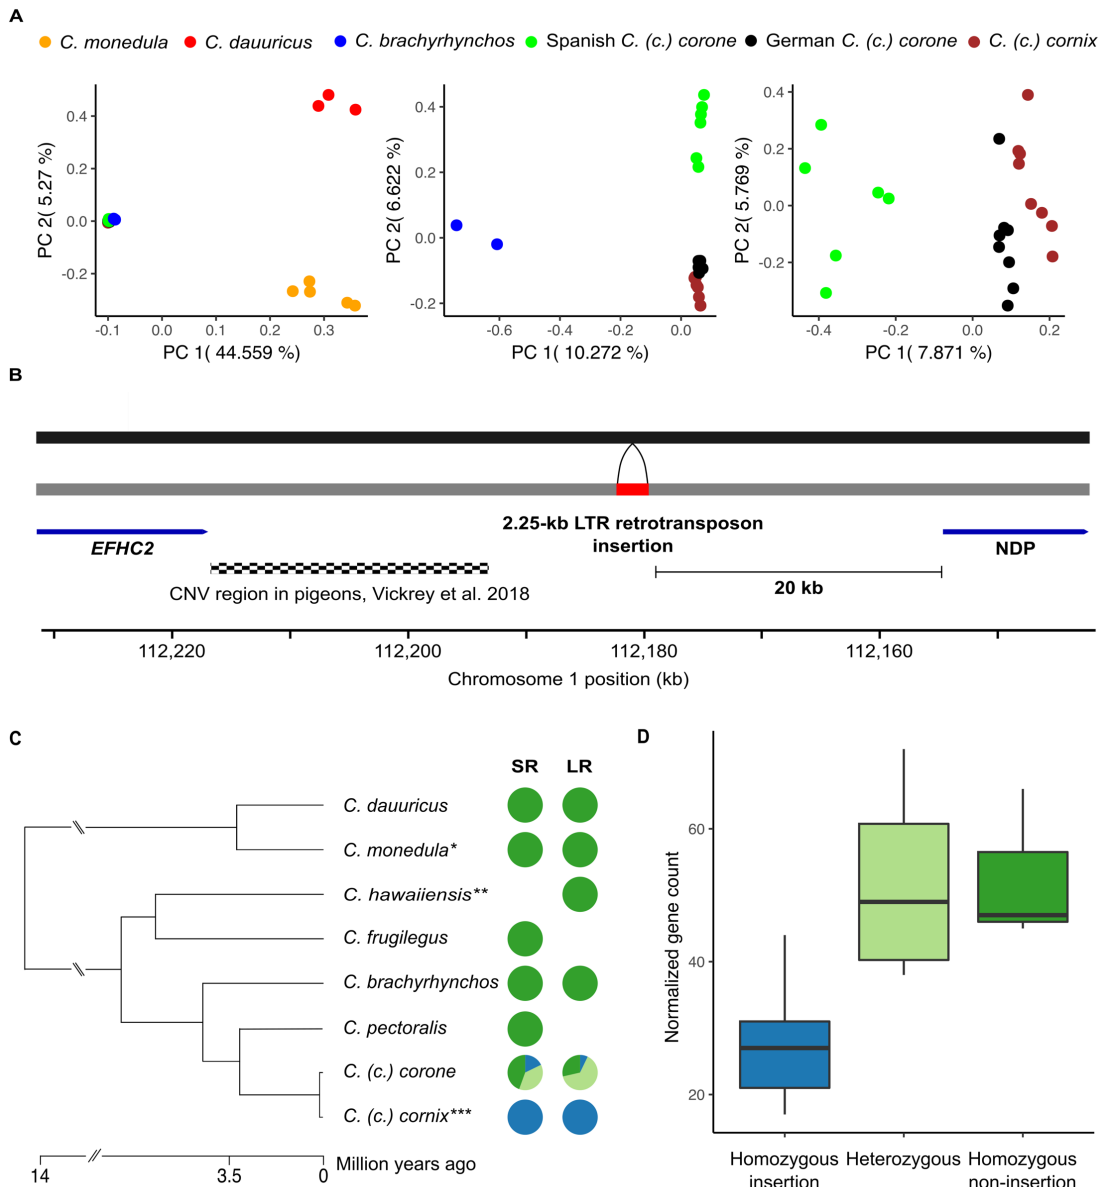 A
C. monedula
C. dauuricus
C. brachyrhynchos
Spanish C. (c.) corone
German C. (c.) corone
C. (c.) cornix
PC 2( 5.27 %)
0.4
0.2
0.0
-0.2
-0.1
0.0
0.1
0.2
0.3
PC 1( 44.559 %)
PC 2( 6.622 %)
0.4
0.2
0.0
-0.2
-0.6
-0.4
-0.2
0.0
PC 1( 10.272 %)
PC 2( 5.769 %)
0.4
0.2
0.0
-0.2
-0.4
-0.2
0.0
0.2
PC 1( 7.871 %)
B
2.25-kb LTR retrotransposon
insertion
EFHC2
NDP
20 kb
CNV region in pigeons, Vickrey et al. 2018
112,220
112,200
112,180
112,160
Chromosome 1 position (kb)
C
SR
LR
C. dauuricus
C. monedula*
C. hawaiiensis**
C. frugilegus
C. brachyrhynchos
C. pectoralis
C. (c.) corone
C. (c.) cornix***
14
3.5
0
Million years ago
D
Normalized gene count
60
40
20
Homozygous
insertion
Heterozygous
Homozygous
non-insertion